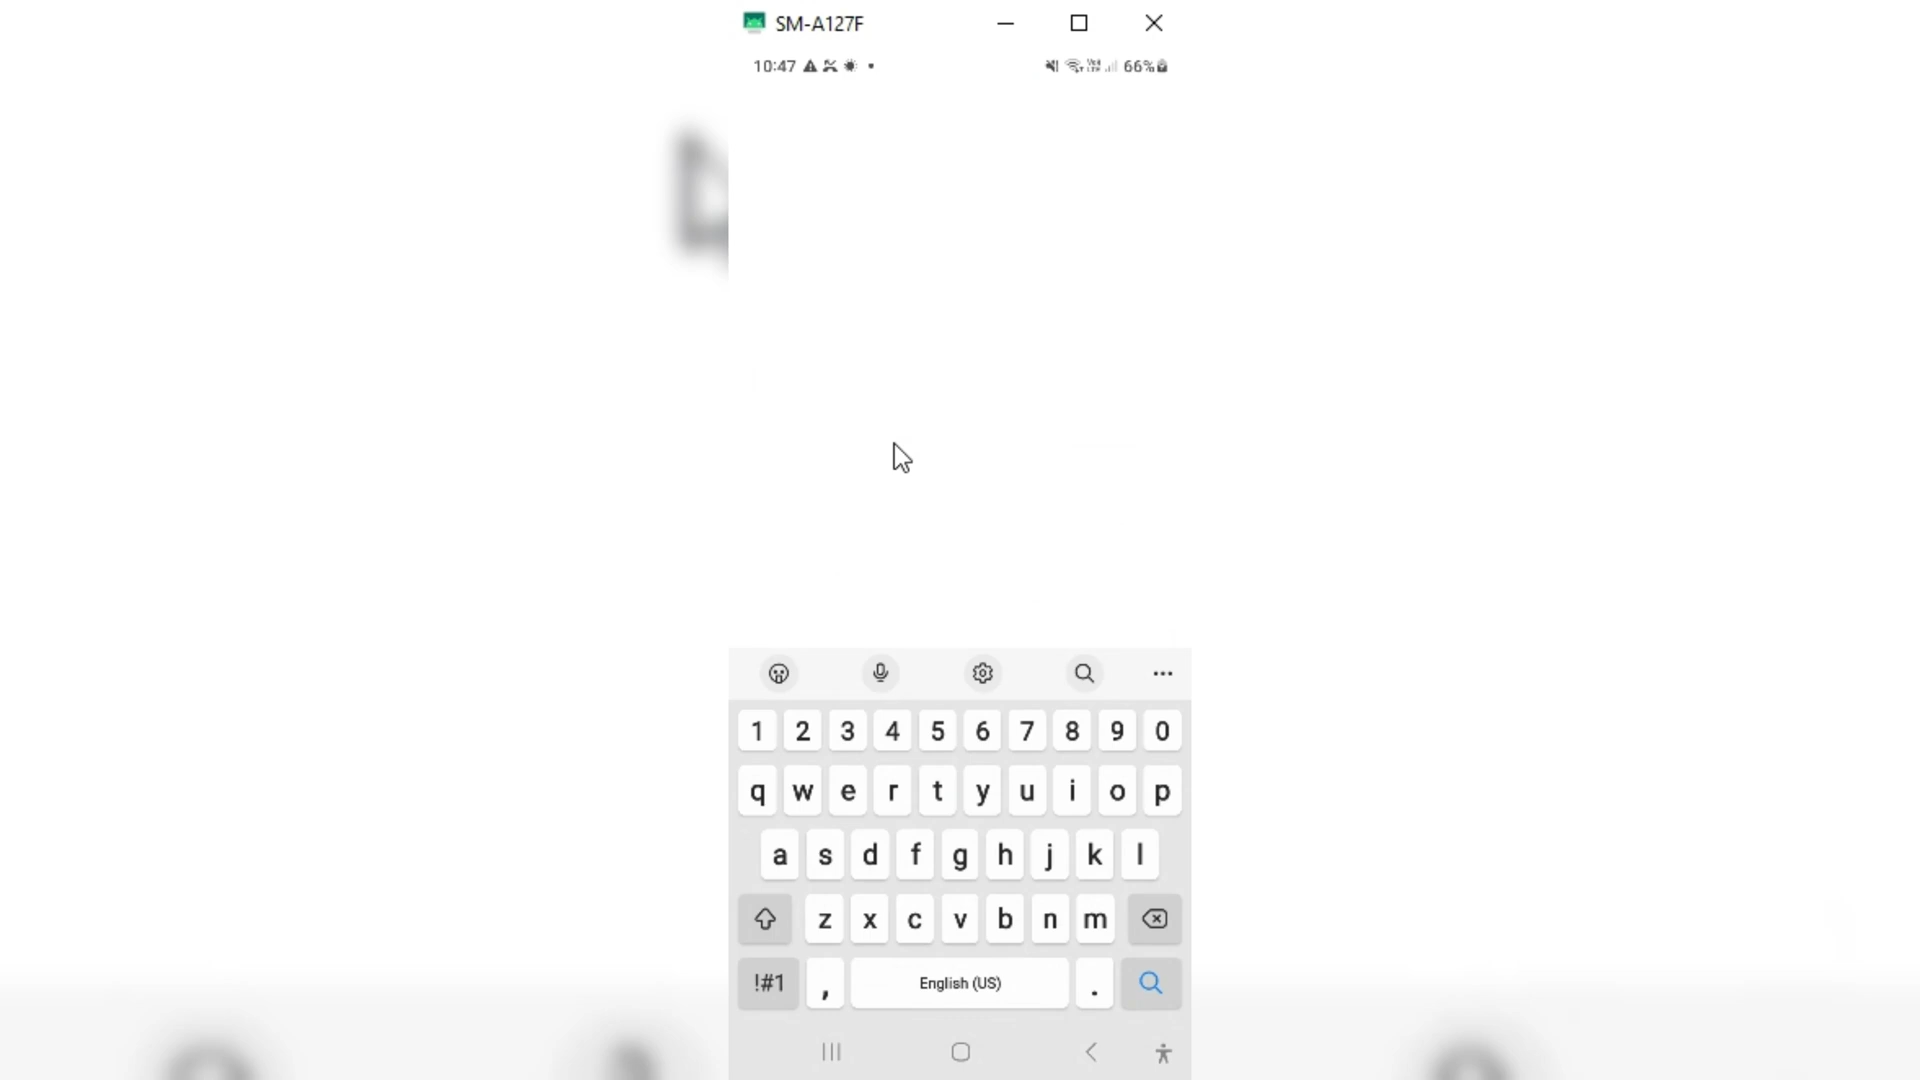 SM-A127F
10:47 66%
1 2 3 4 5 6 7 8 9 0
q w e r t y u i o p
a s d f g h j k l
z x c v b n m
!#1 , English (US) .